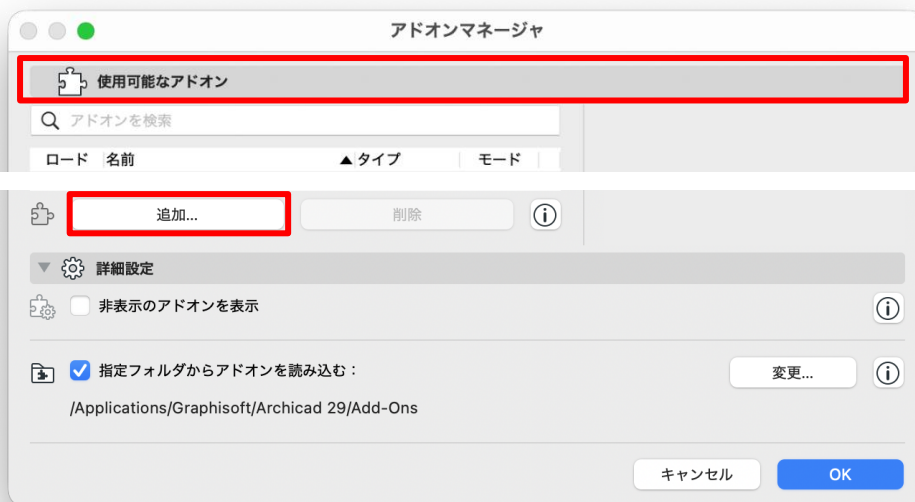 アドオンマネージャ
使用可能なアドオン
アドオンを検索
ロード 名前 ▲タイプ モード
追加... 削除
詳細設定
非表示のアドオンを表示
指定フォルダからアドオンを読み込む：
変更...
/Applications/Graphisoft/Archicad 29/Add-Ons
キャンセル OK